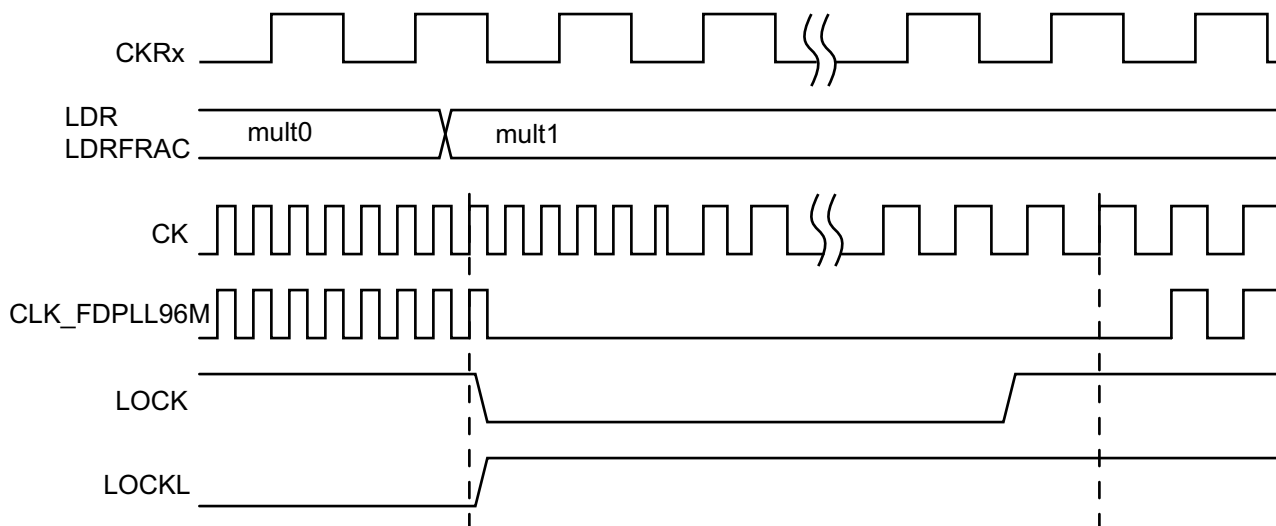 CKRx
LDR
LDRFRAC
mult0
mult1
CK
CLK_FDPLL96M
LOCK
LOCKL